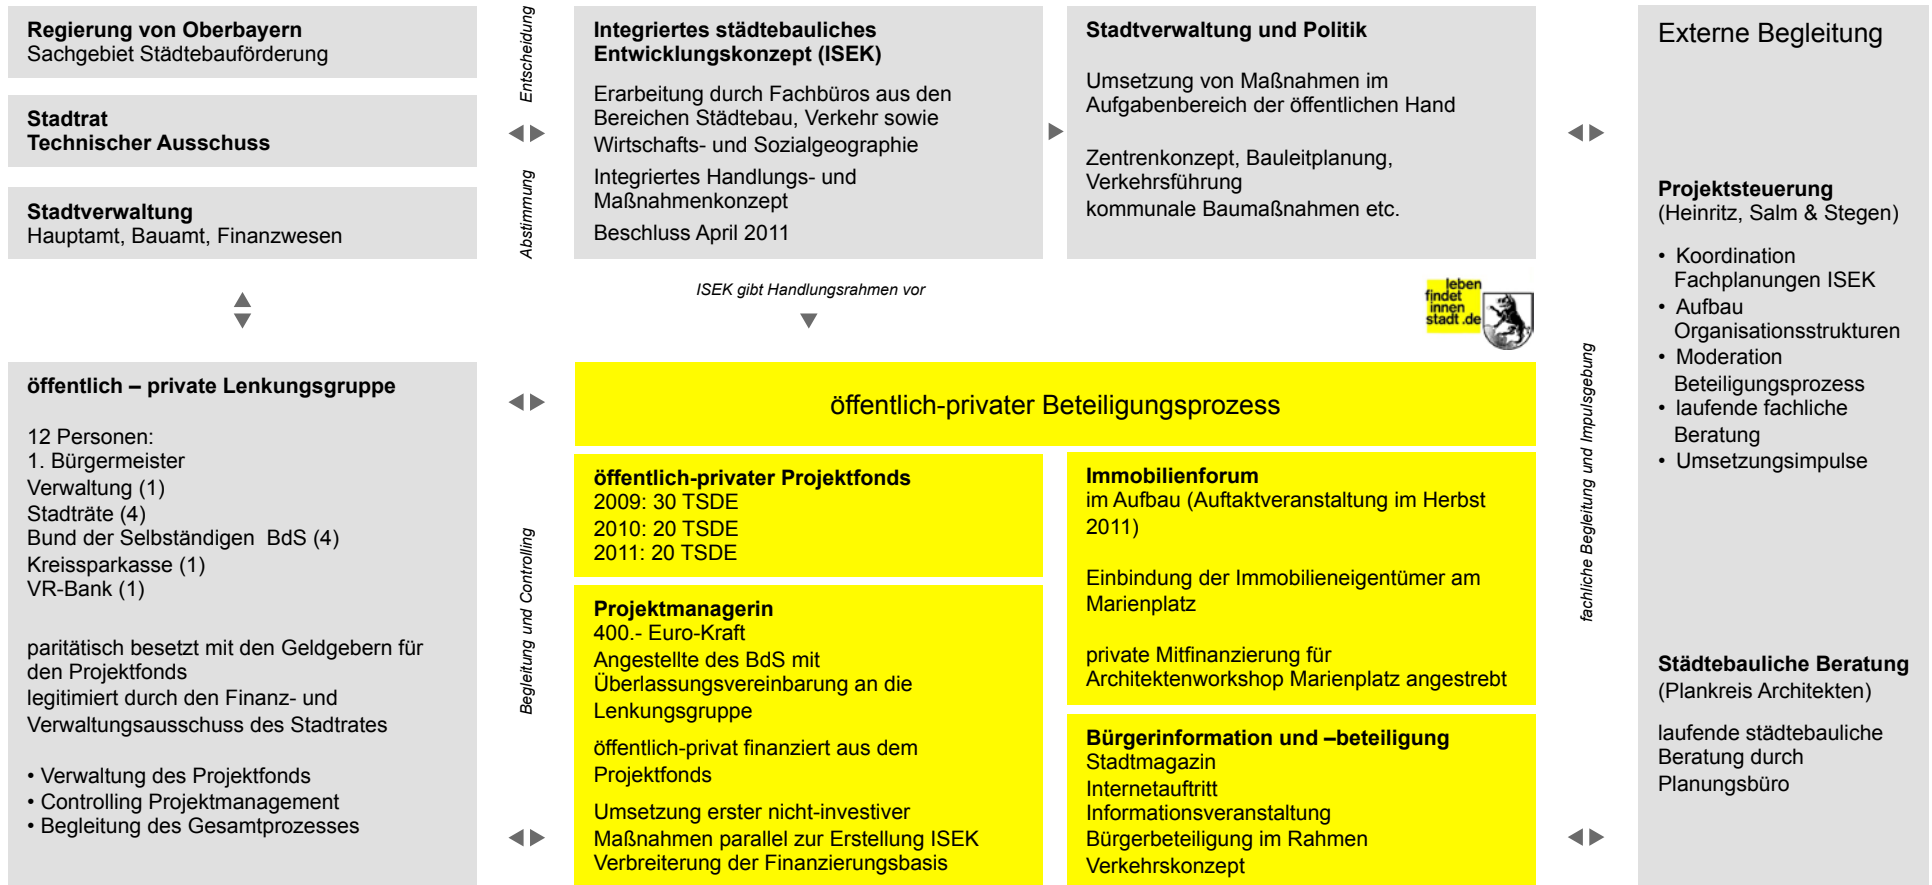 Regierung von Oberbayern
Sachgebiet Städtebauförderung
Stadtrat
Technischer Ausschuss
Stadtverwaltung
Hauptamt, Bauamt, Finanzwesen
Entscheidung
Abstimmung
Integriertes städtebauliches
Entwicklungskonzept (ISEK)
Erarbeitung durch Fachbüros aus den
Bereichen Städtebau, Verkehr sowie
Wirtschafts- und Sozialgeographie
Integriertes Handlungs- und
Maßnahmenkonzept
Beschluss April 2011
Stadtverwaltung und Politik
Umsetzung von Maßnahmen im
Aufgabenbereich der öffentlichen Hand
Zentrenkonzept, Bauleitplanung,
Verkehrsführung
kommunale Baumaßnahmen etc.
ISEK gibt Handlungsrahmen vor
leben
findet
innen
stadt .de
öffentlich – private Lenkungsgruppe
12 Personen:
1. Bürgermeister
Verwaltung (1)
Stadträte (4)
Bund der Selbständigen  BdS (4)
Kreissparkasse (1)
VR-Bank (1)
paritätisch besetzt mit den Geldgebern für
den Projektfonds
legitimiert durch den Finanz- und
Verwaltungsausschuss des Stadtrates
• Verwaltung des Projektfonds
• Controlling Projektmanagement
• Begleitung des Gesamtprozesses
Begleitung und Controlling
öffentlich-privater Beteiligungsprozess
öffentlich-privater Projektfonds
2009: 30 TSDE
2010: 20 TSDE
2011: 20 TSDE
Projektmanagerin
400.- Euro-Kraft
Angestellte des BdS mit
Überlassungsvereinbarung an die
Lenkungsgruppe
öffentlich-privat finanziert aus dem
Projektfonds
Umsetzung erster nicht-investiver
Maßnahmen parallel zur Erstellung ISEK
Verbreiterung der Finanzierungsbasis
Immobilienforum
im Aufbau (Auftaktveranstaltung im Herbst
2011)
Einbindung der Immobilieneigentümer am
Marienplatz
private Mitfinanzierung für
Architektenworkshop Marienplatz angestrebt
Bürgerinformation und –beteiligung
Stadtmagazin
Internetauftritt
Informationsveranstaltung
Bürgerbeteiligung im Rahmen
Verkehrskonzept
fachliche Begleitung und Impulsgebung
Externe Begleitung
Projektsteuerung
(Heinritz, Salm & Stegen)
• Koordination
Fachplanungen ISEK
• Aufbau
Organisationsstrukturen
• Moderation
Beteiligungsprozess
• laufende fachliche
Beratung
• Umsetzungsimpulse
Städtebauliche Beratung
(Plankreis Architekten)
laufende städtebauliche
Beratung durch
Planungsbüro